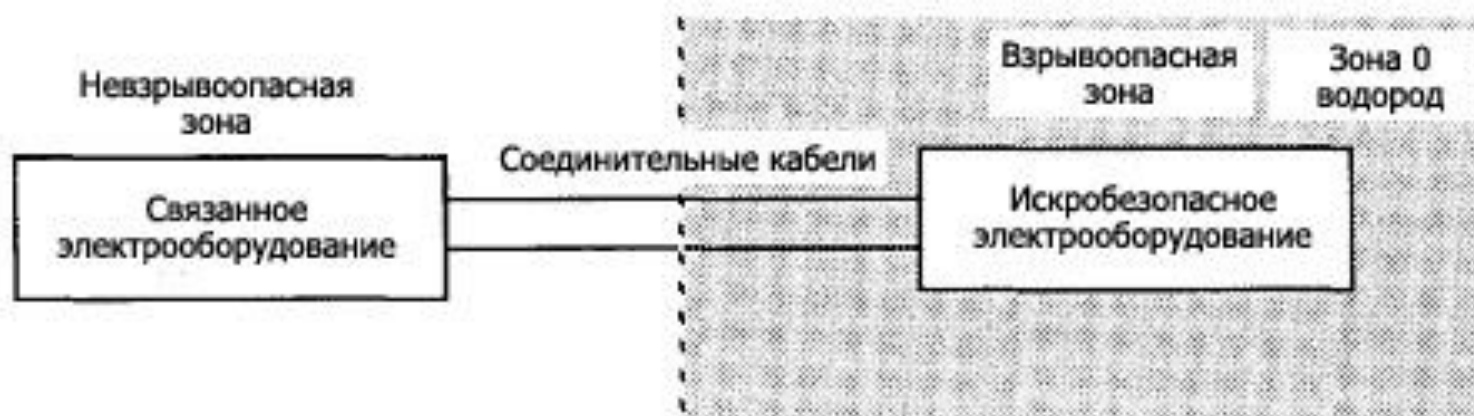 Невзрывоопасная
зона
Взрывоопасная
зона
Зона 0
водород
Соединительные кабели
Связанное
электрооборудование
Искробезопасное
электрооборудование